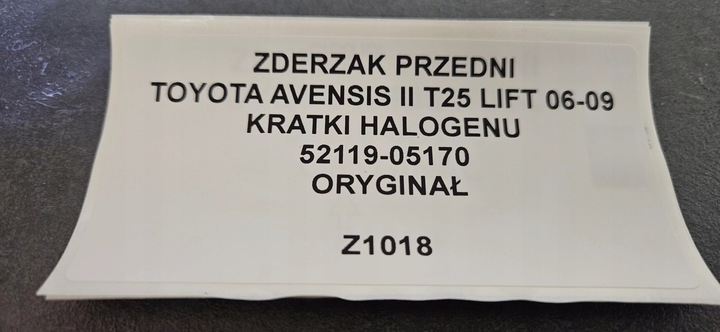 ZDERZAK PRZEDNI
TOYOTA AVENSIS II T25 LIFT 06-09
KRATKI HALOGENU
52119-05170
ORYGINAŁ
Z1018